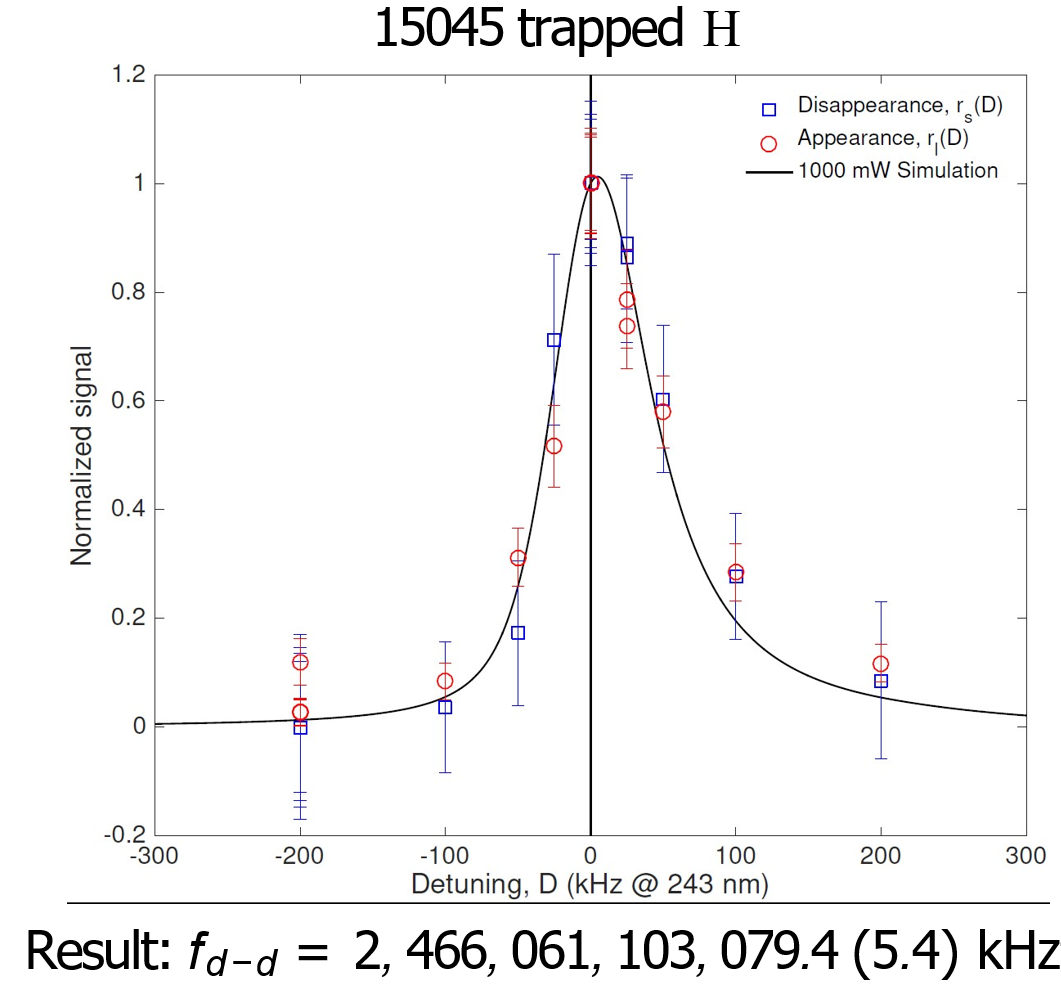 15045 trapped H
1.2
1
0.8
0.6
0.4
0.2
0
-0.2
Normalized signal
Disappearance, r_s(D)
Appearance, r_l(D)
1000 mW Simulation
-300 -200 -100 0 100 200 300
Detuning, D (kHz @ 243 nm)
Result: f_{d−d} = 2, 466, 061, 103, 079.4 (5.4) kHz